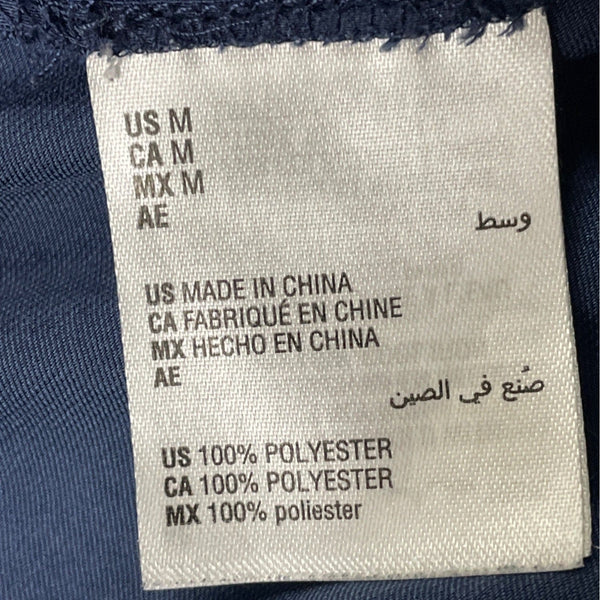 US M
CA M
MX M
AE وسط
US MADE IN CHINA
CA FABRIQUÉ EN CHINE
MX HECHO EN CHINA
AE صُنع في الصين
US 100% POLYESTER
CA 100% POLYESTER
MX 100% poliester